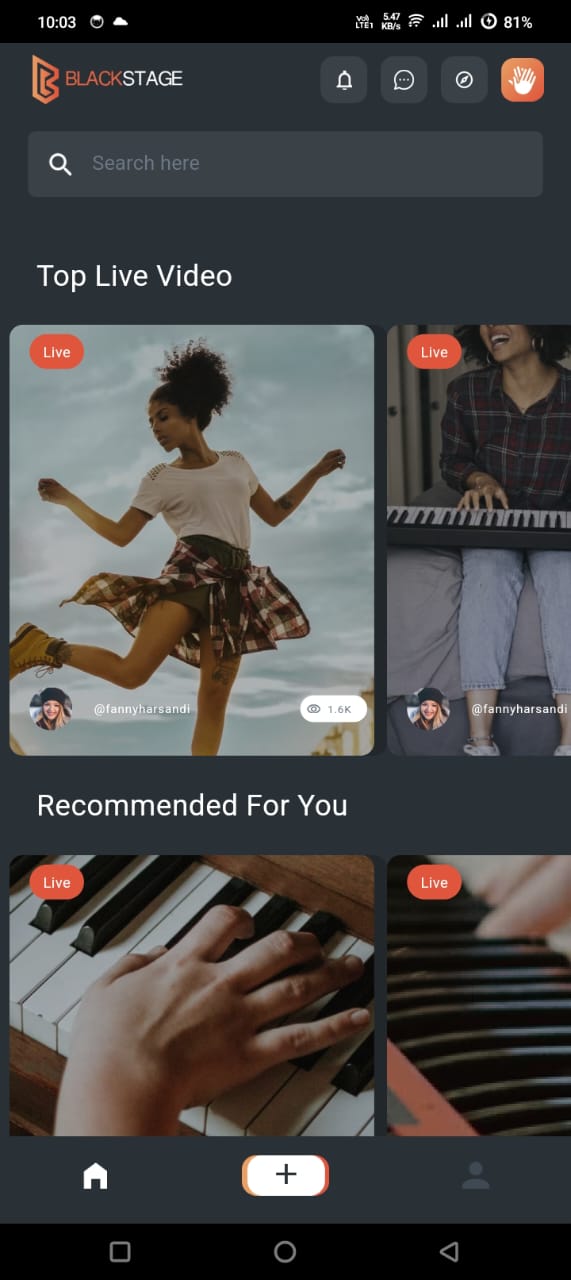 10:03
Vo)
LTE1
5.47
KB/s
81%
BLACKSTAGE
Search here
Top Live Video
Live
Live
@fannyharsandi
1.6K
@fannyharsandi
Recommended For You
Live
Live